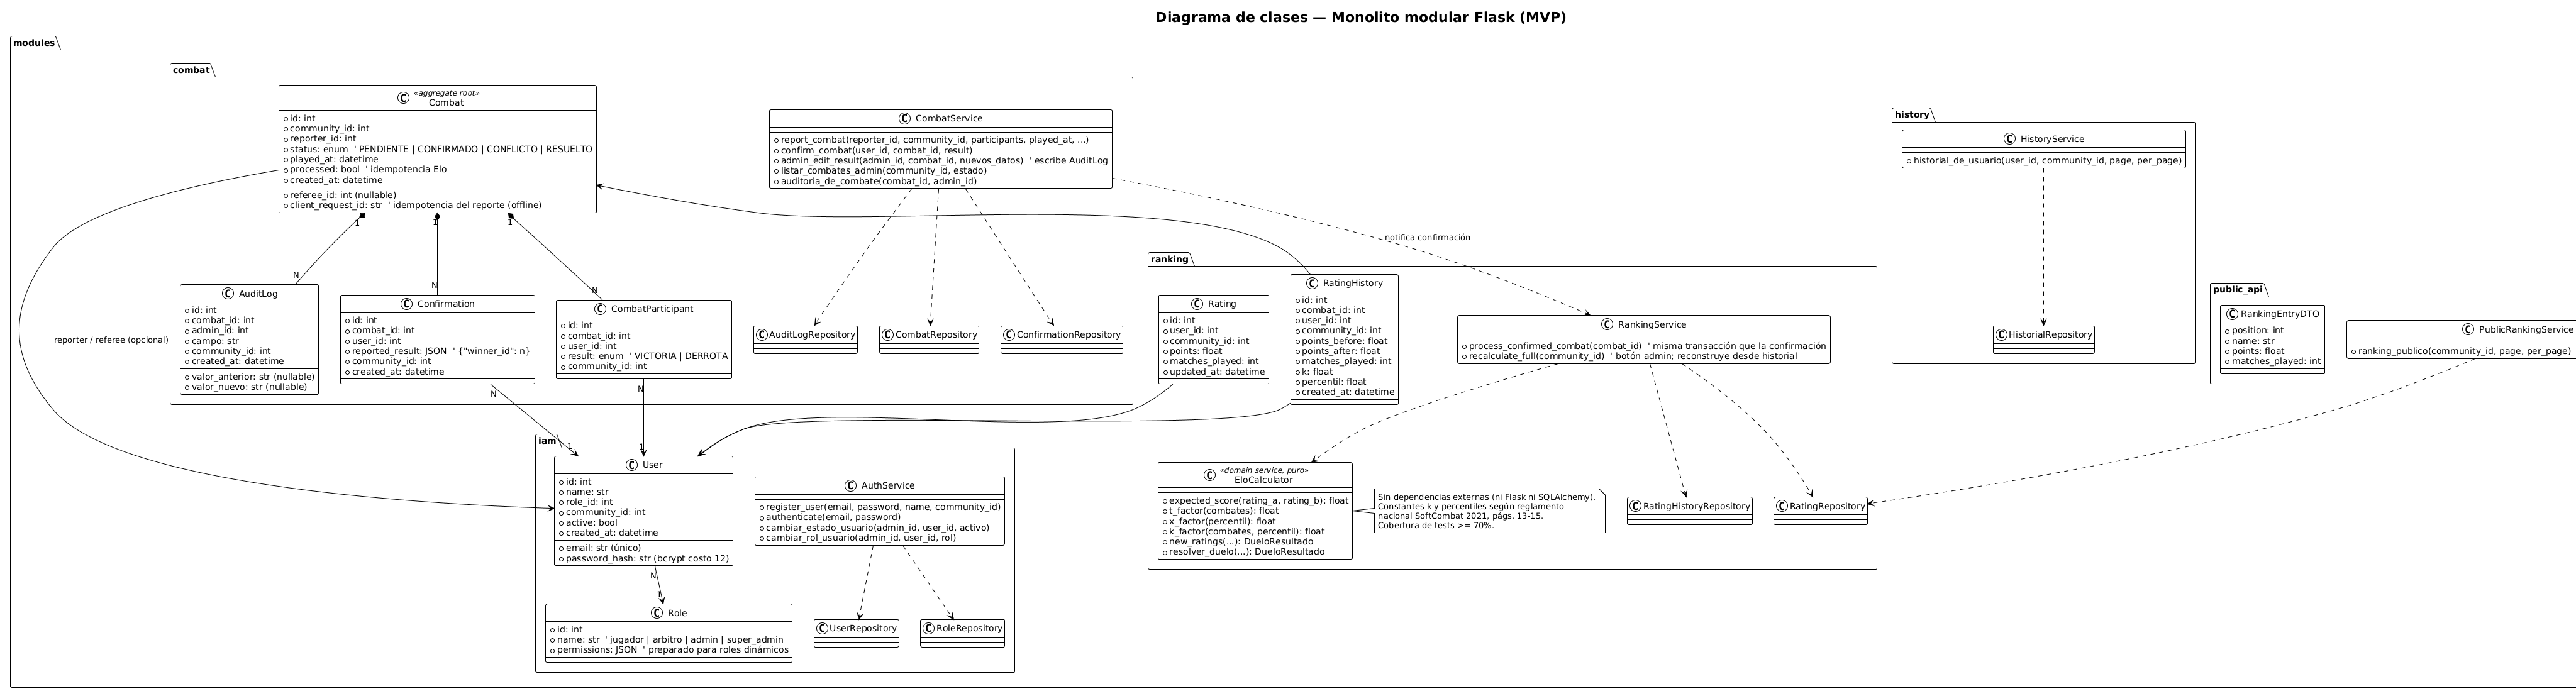 Diagrama de clases — Monolito modular Flask (MVP)
modules
combat
«aggregate root»
Combat
id: int
community_id: int
reporter_id: int
status: enum ' PENDIENTE | CONFIRMADO | CONFLICTO | RESUELTO
played_at: datetime
processed: bool ' idempotencia Elo
created_at: datetime
referee_id: int (nullable)
client_request_id: str ' idempotencia del reporte (offline)
CombatService
report_combat(reporter_id, community_id, participants, played_at, ...)
confirm_combat(user_id, combat_id, result)
admin_edit_result(admin_id, combat_id, nuevos_datos) ' escribe AuditLog
listar_combates_admin(community_id, estado)
auditoria_de_combate(combat_id, admin_id)
1
1
1
N
N
N
AuditLog
id: int
combat_id: int
admin_id: int
campo: str
community_id: int
created_at: datetime
valor_anterior: str (nullable)
valor_nuevo: str (nullable)
Confirmation
id: int
combat_id: int
user_id: int
reported_result: JSON ' {"winner_id": n}
community_id: int
created_at: datetime
CombatParticipant
id: int
combat_id: int
user_id: int
result: enum ' VICTORIA | DERROTA
community_id: int
AuditLogRepository
CombatRepository
ConfirmationRepository
reporter / referee (opcional)
notifica confirmación
N
N
1
1
ranking
Rating
id: int
user_id: int
community_id: int
points: float
matches_played: int
updated_at: datetime
RatingHistory
id: int
combat_id: int
user_id: int
community_id: int
points_before: float
points_after: float
matches_played: int
k: float
percentil: float
created_at: datetime
RankingService
process_confirmed_combat(combat_id) ' misma transacción que la confirmación
recalculate_full(community_id) ' botón admin; reconstruye desde historial
«domain service, puro»
EloCalculator
expected_score(rating_a, rating_b): float
t_factor(combates): float
x_factor(percentil): float
k_factor(combates, percentil): float
new_ratings(...): DueloResultado
resolver_duelo(...): DueloResultado
Sin dependencias externas (ni Flask ni SQLAlchemy).
Constantes k y percentiles según reglamento
nacional SoftCombat 2021, págs. 13-15.
Cobertura de tests >= 70%.
RatingHistoryRepository
RatingRepository
history
HistoryService
historial_de_usuario(user_id, community_id, page, per_page)
HistorialRepository
public_api
RankingEntryDTO
position: int
name: str
points: float
matches_played: int
PublicRankingService
ranking_publico(community_id, page, per_page)
iam
User
id: int
name: str
role_id: int
community_id: int
active: bool
created_at: datetime
email: str (único)
password_hash: str (bcrypt costo 12)
AuthService
register_user(email, password, name, community_id)
authenticate(email, password)
cambiar_estado_usuario(admin_id, user_id, activo)
cambiar_rol_usuario(admin_id, user_id, rol)
N
1
Role
id: int
name: str ' jugador | arbitro | admin | super_admin
permissions: JSON ' preparado para roles dinámicos
UserRepository
RoleRepository